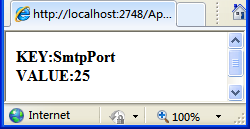 http://localhost:2748/Ap...
KEY:SmtpPort
VALUE:25
Internet
100%